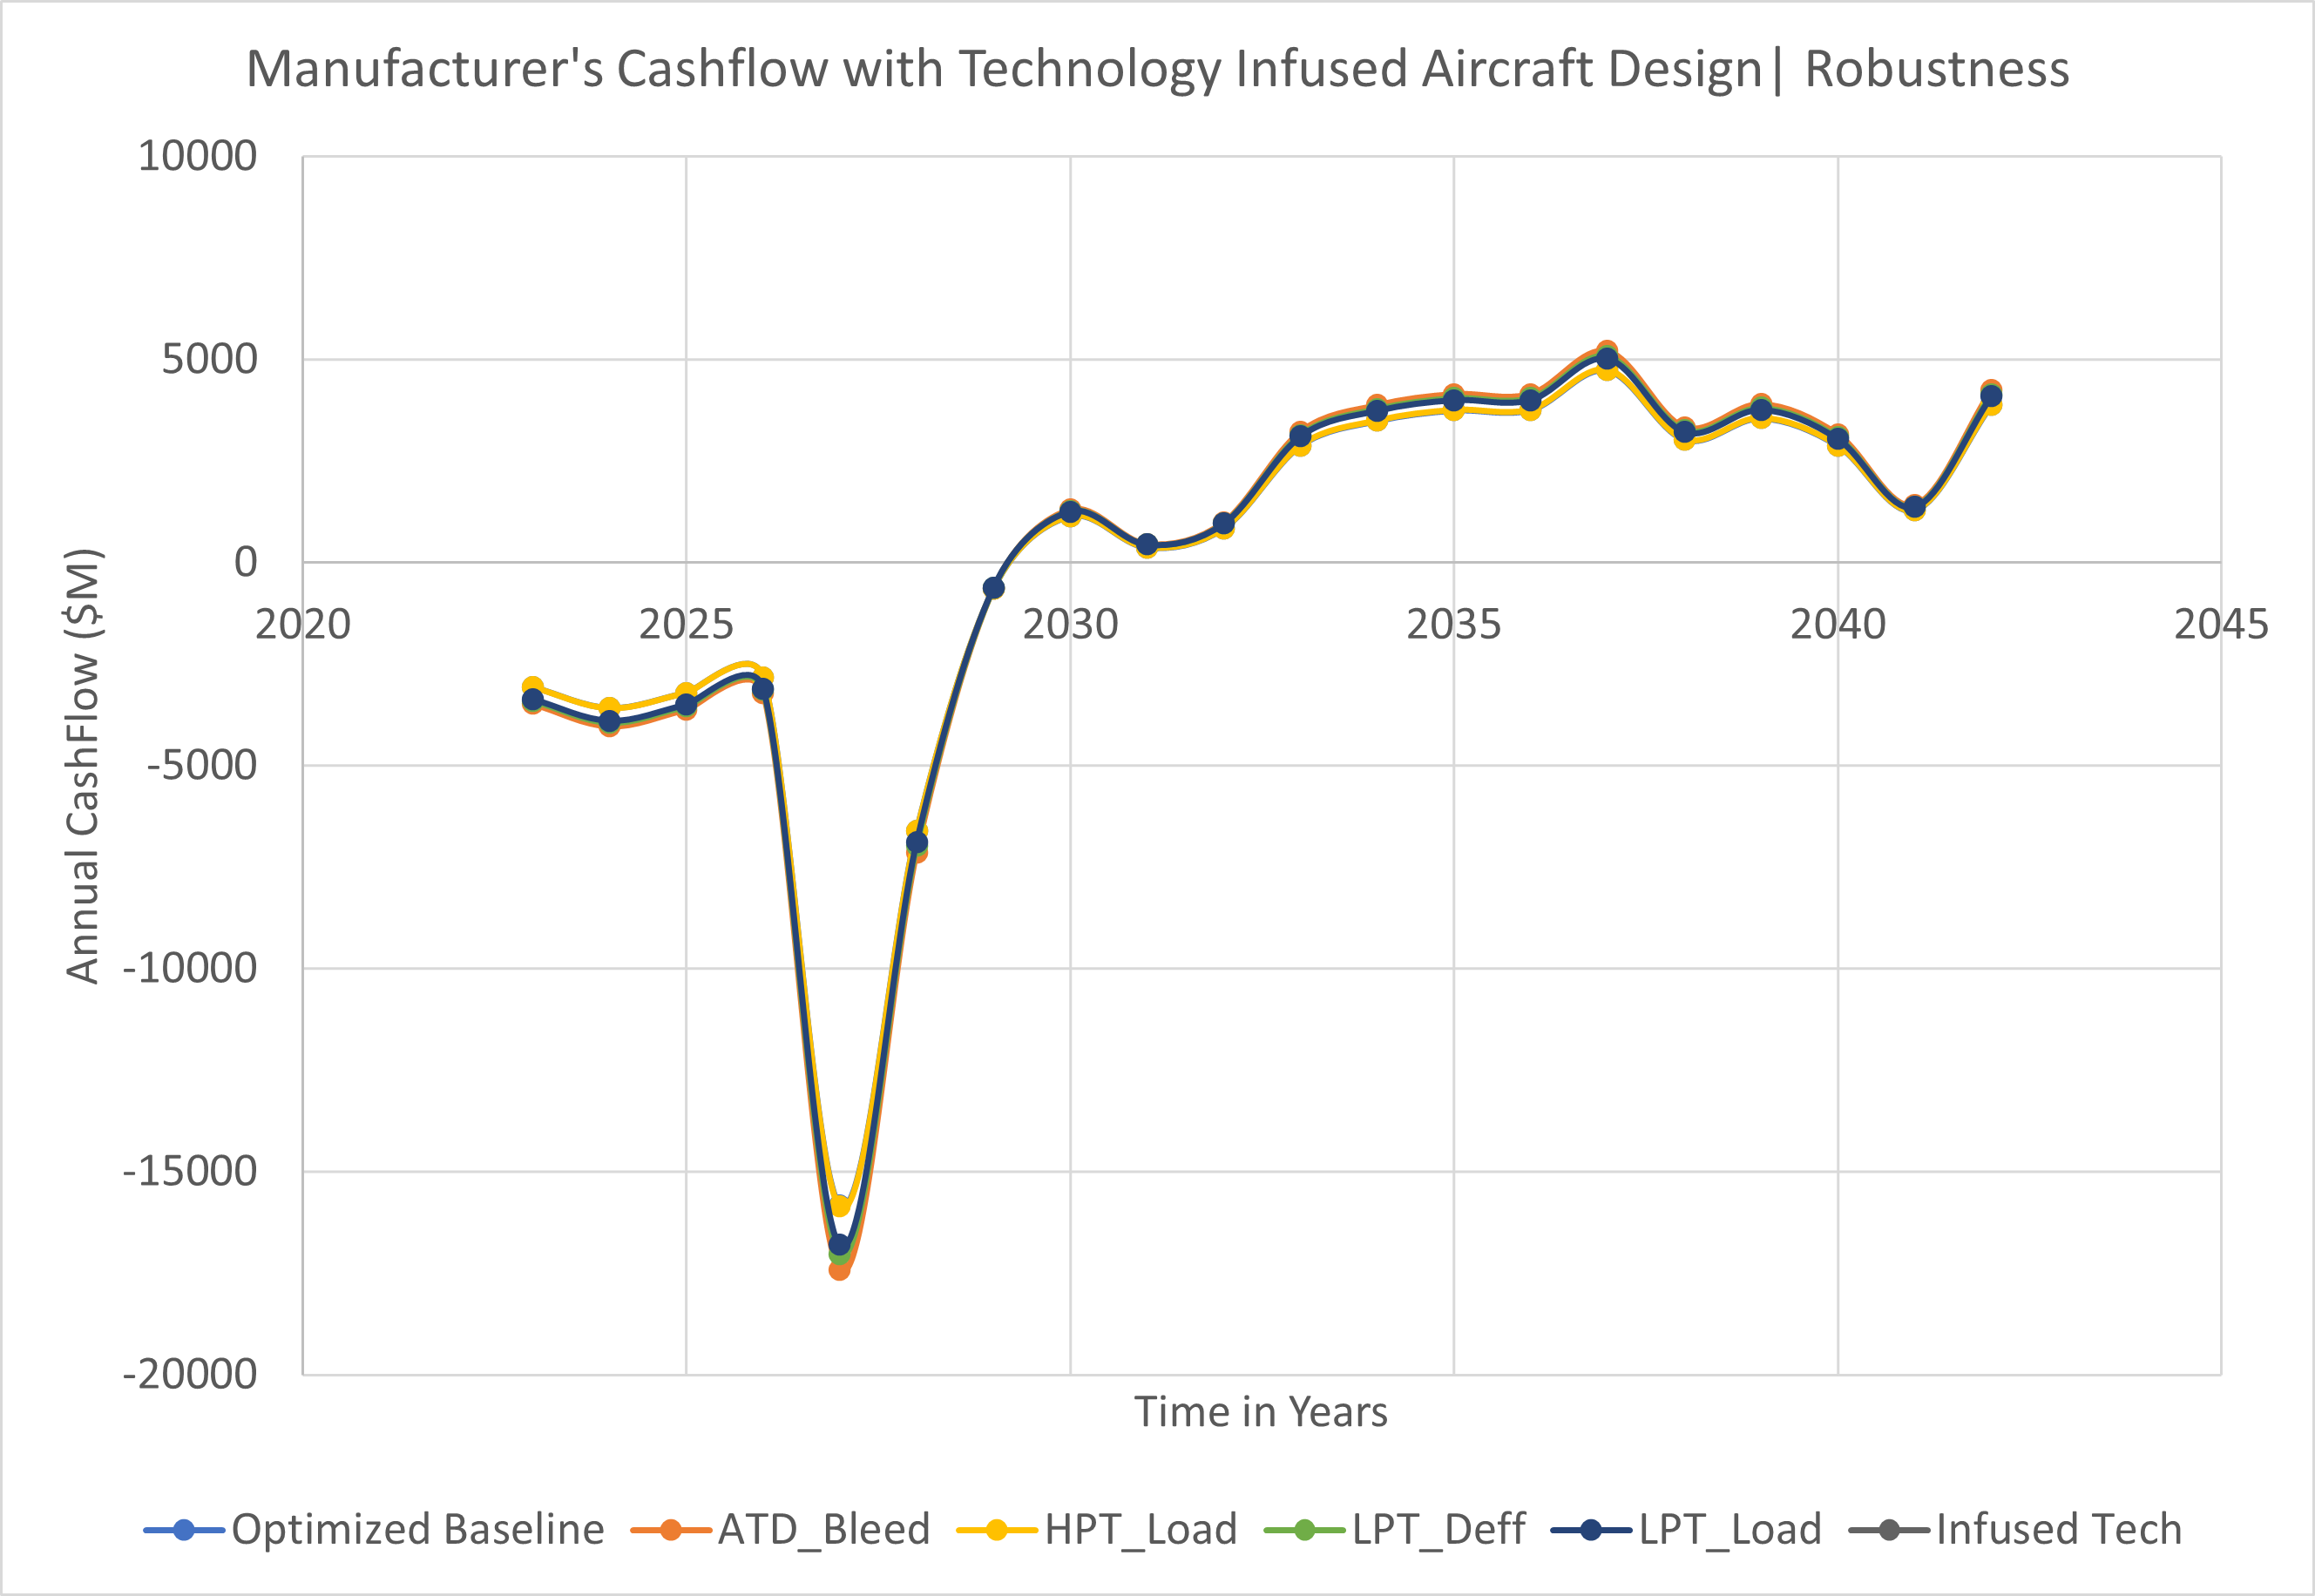 Manufacturer's Cashflow with Technology Infused Aircraft Design| Robustness
10000
5000
0
-5000
-10000
-15000
-20000
Annual CashFlow ($M)
2020 2025 2030 2035 2040 2045
Time in Years
Optimized Baseline ATD_Bleed HPT_Load LPT_Deff LPT_Load Infused Tech